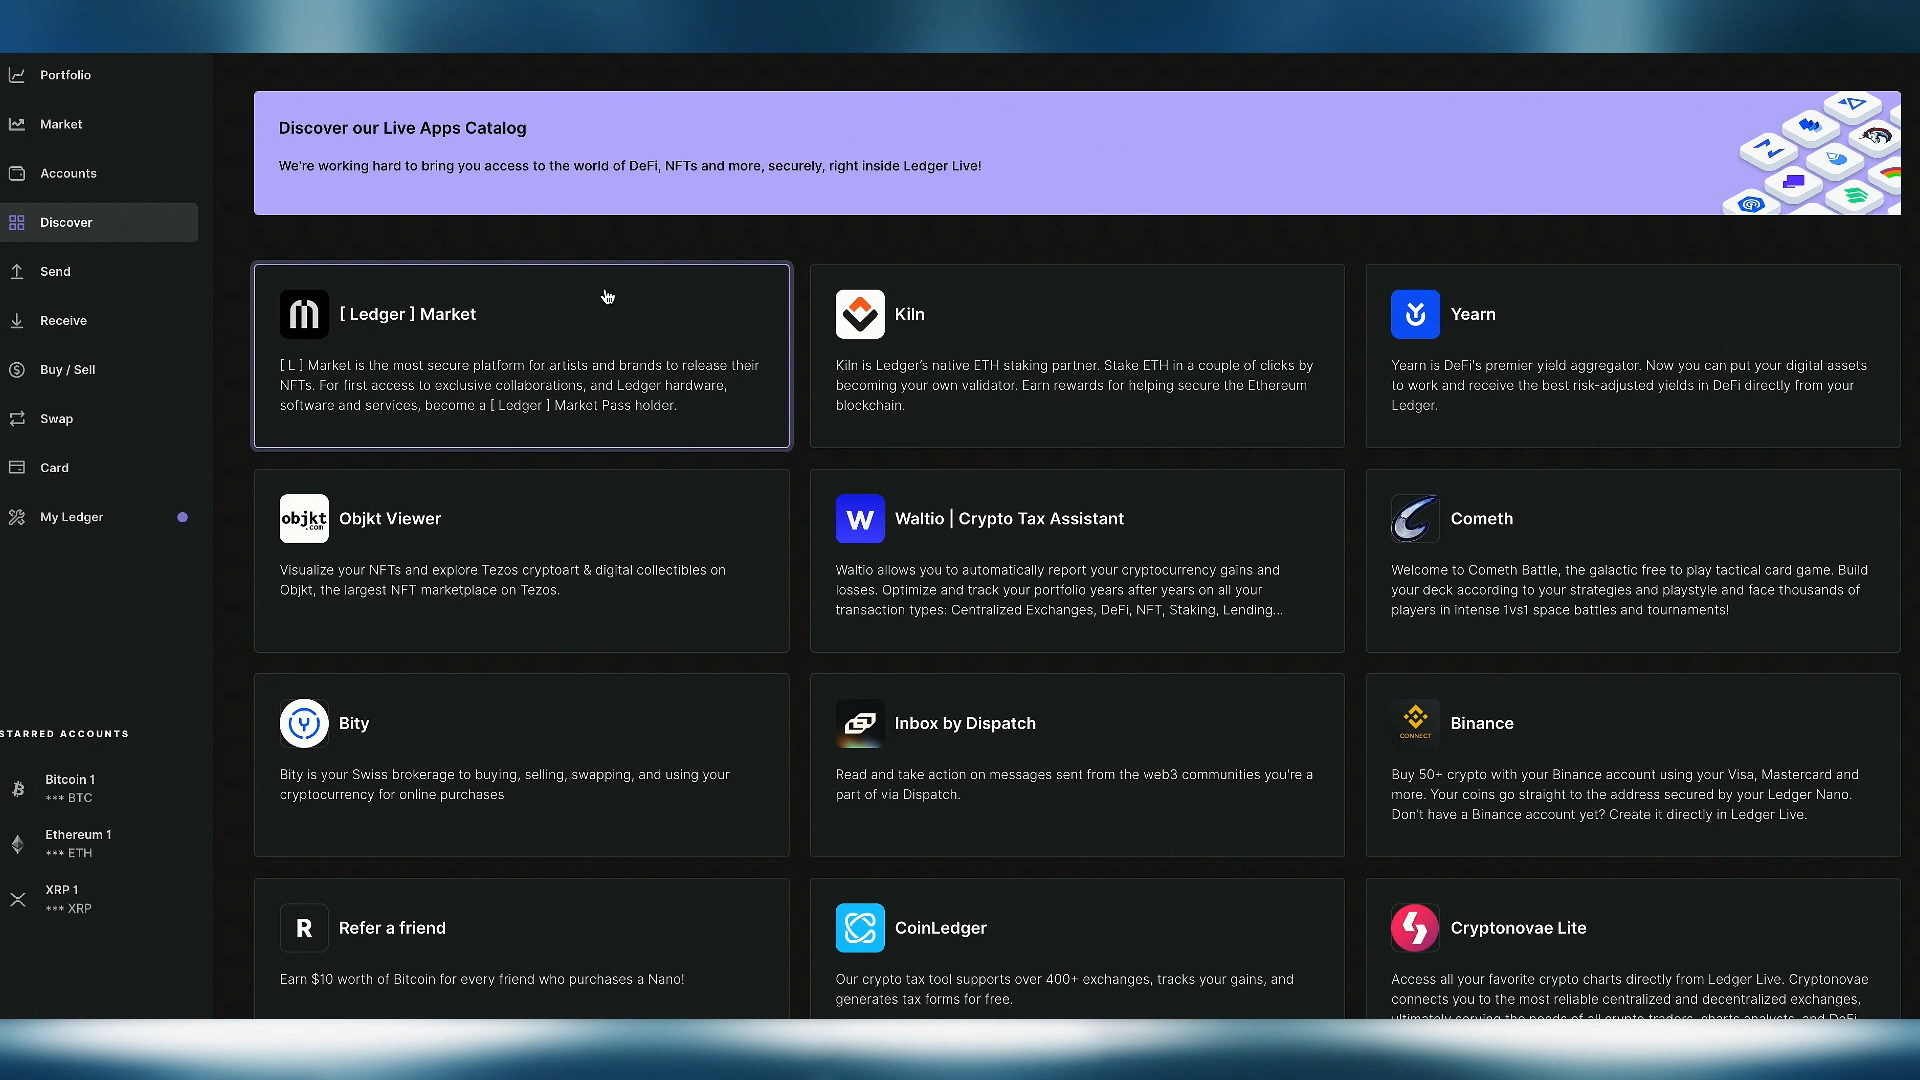 Portfolio
Market
Accounts
Discover
Send
Receive
Buy / Sell
Swap
Card
My Ledger
STARRED ACCOUNTS
Bitcoin 1
*** BTC
Ethereum 1
*** ETH
XRP 1
*** XRP
Discover our Live Apps Catalog
We're working hard to bring you access to the world of DeFi, NFTs and more, securely, right inside Ledger Live!
[ Ledger ] Market
[ L ] Market is the most secure platform for artists and brands to release their
NFTs. For first access to exclusive collaborations, and Ledger hardware,
software and services, become a [ Ledger ] Market Pass holder.
Kiln
Kiln is Ledger's native ETH staking partner. Stake ETH in a couple of clicks by
becoming your own validator. Earn rewards for helping secure the Ethereum
blockchain.
Yearn
Yearn is DeFi's premier yield aggregator. Now you can put your digital assets
to work and receive the best risk-adjusted yields in DeFi directly from your
Ledger.
objkt
.com
Objkt Viewer
Visualize your NFTs and explore Tezos cryptoart & digital collectibles on
Objkt, the largest NFT marketplace on Tezos.
W
Waltio | Crypto Tax Assistant
Waltio allows you to automatically report your cryptocurrency gains and
losses. Optimize and track your portfolio years after years on all your
transaction types: Centralized Exchanges, DeFi, NFT, Staking, Lending...
Cometh
Welcome to Cometh Battle, the galactic free to play tactical card game. Build
your deck according to your strategies and playstyle and face thousands of
players in intense 1vs1 space battles and tournaments!
Bity
Bity is your Swiss brokerage to buying, selling, swapping, and using your
cryptocurrency for online purchases
Inbox by Dispatch
Read and take action on messages sent from the web3 communities you're a
part of via Dispatch.
CONNECT
Binance
Buy 50+ crypto with your Binance account using your Visa, Mastercard and
more. Your coins go straight to the address secured by your Ledger Nano.
Don't have a Binance account yet? Create it directly in Ledger Live.
R
Refer a friend
Earn $10 worth of Bitcoin for every friend who purchases a Nano!
CoinLedger
Our crypto tax tool supports over 400+ exchanges, tracks your gains, and
generates tax forms for free.
Cryptonovae Lite
Access all your favorite crypto charts directly from Ledger Live. Cryptonovae
connects you to the most reliable centralized and decentralized exchanges,
ultimately serving the needs of all crypto traders, charts analysts, and DeFi